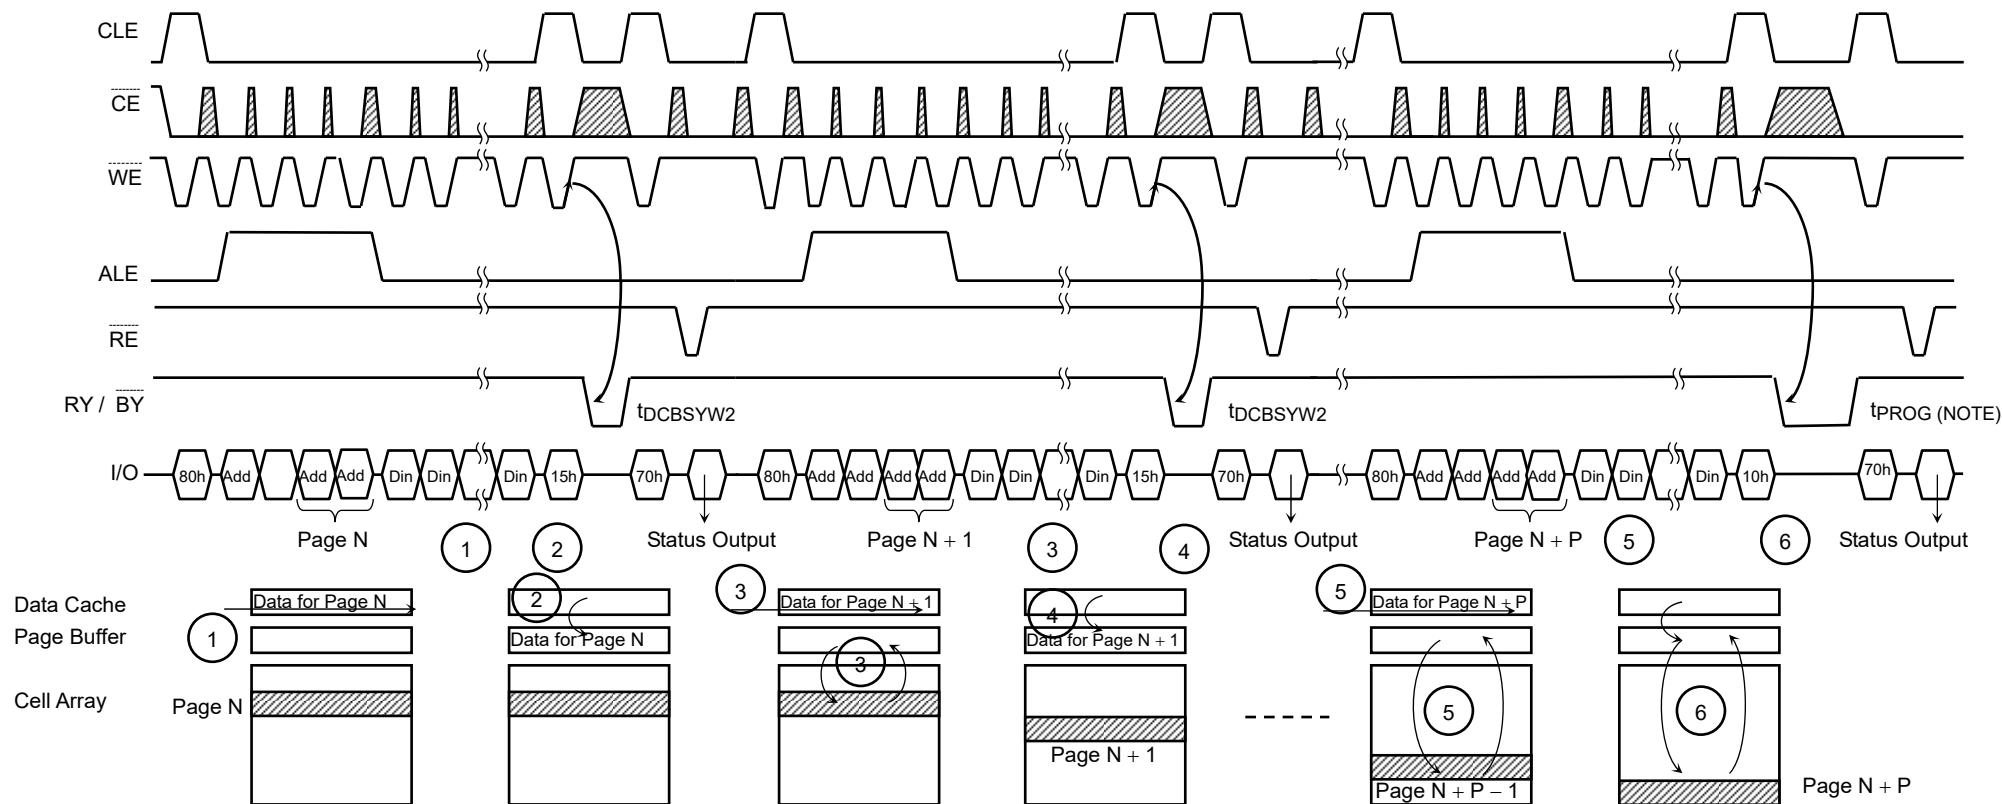 CLE
CE
WE
ALE
RE
RY / BY
tDCBSYW2 tDCBSYW2 tPROG (NOTE)
I/O 80h Add Add Add Din Din Din 15h 70h 80h Add Add Add Add Din Din Din 15h 70h 80h Add Add Add Add Din Din Din 10h 70h
Page N 1 2 Status Output Page N + 1 3 4 Status Output Page N + P 5 6 Status Output
Data Cache Data for Page N 2 3 Data for Page N + 1 4 5 Data for Page N + P
Page Buffer 1 Data for Page N 3 Data for Page N + 1
Cell Array Page N 5 6
Page N + 1
Page N + P − 1 Page N + P